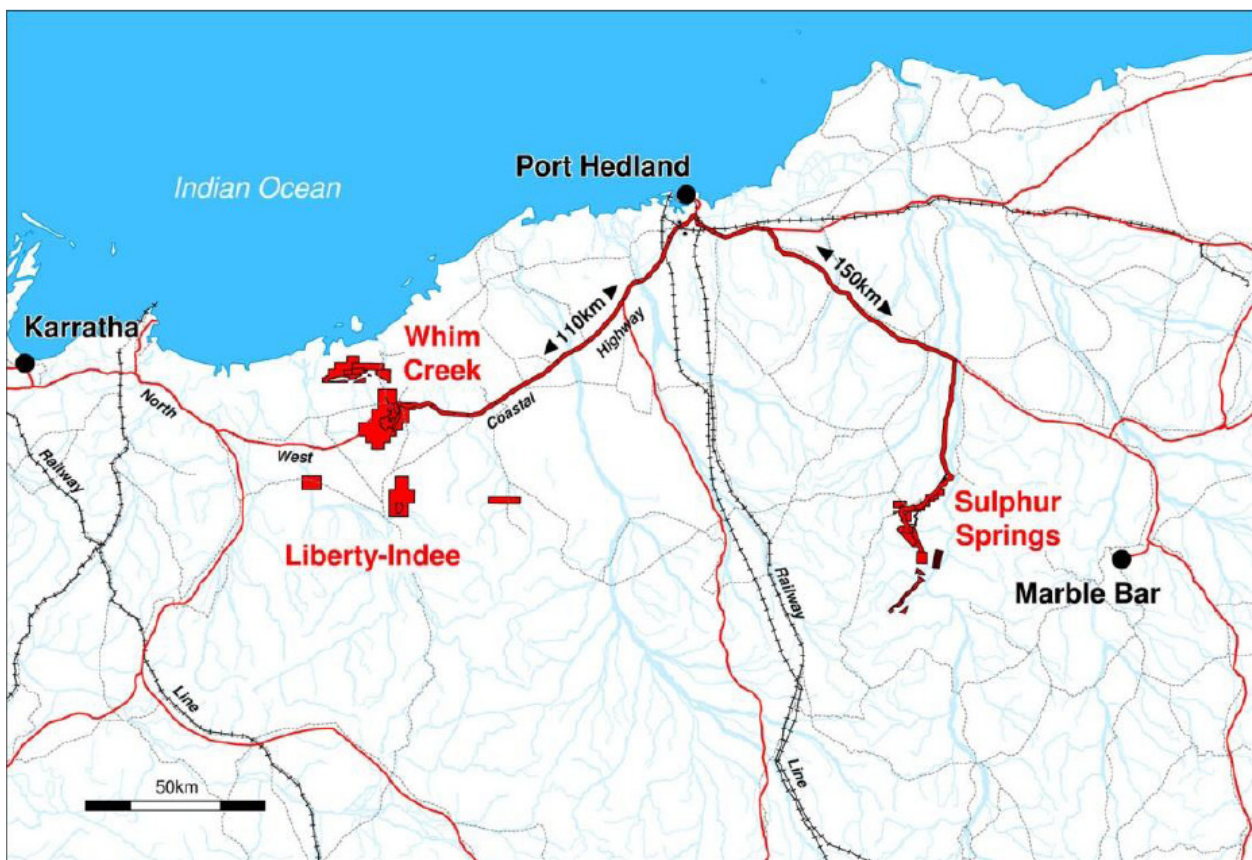 Port Hedland
Indian Ocean
150km
110km
Highway
Karratha
Whim
Creek
North
Coastal
West
Railway
Sulphur
Springs
Liberty-Indee
Railway
Marble Bar
Line
Line
50km